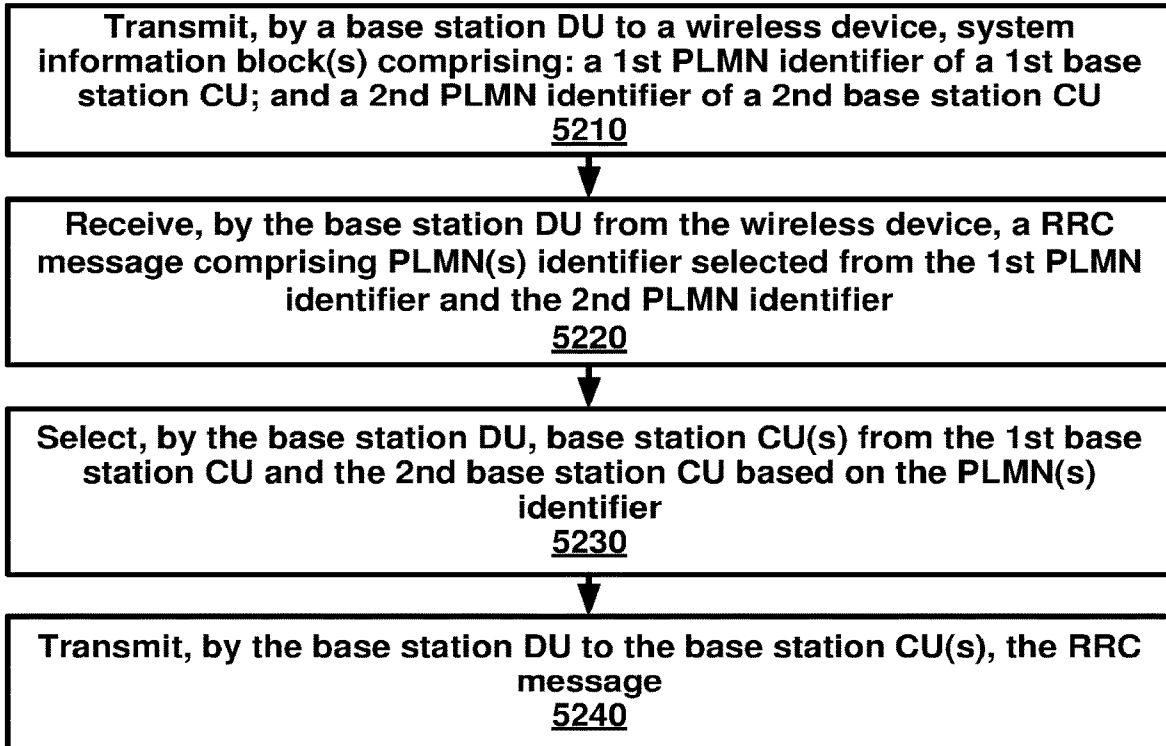 Transmit, by a base station DU to a wireless device, system
information block(s) comprising: a 1st PLMN identifier of a 1st base
station CU; and a 2nd PLMN identifier of a 2nd base station CU
5210
Receive, by the base station DU from the wireless device, a RRC
message comprising PLMN(s) identifier selected from the 1st PLMN
identifier and the 2nd PLMN identifier
5220
Select, by the base station DU, base station CU(s) from the 1st base
station CU and the 2nd base station CU based on the PLMN(s)
identifier
5230
Transmit, by the base station DU to the base station CU(s), the RRC
message
5240